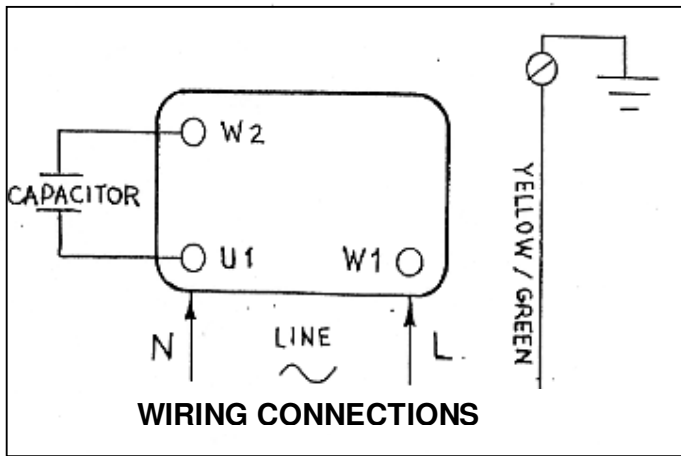 W2
CAPACITOR
U1
W1
N
LINE
L
YELLOW / GREEN
WIRING CONNECTIONS